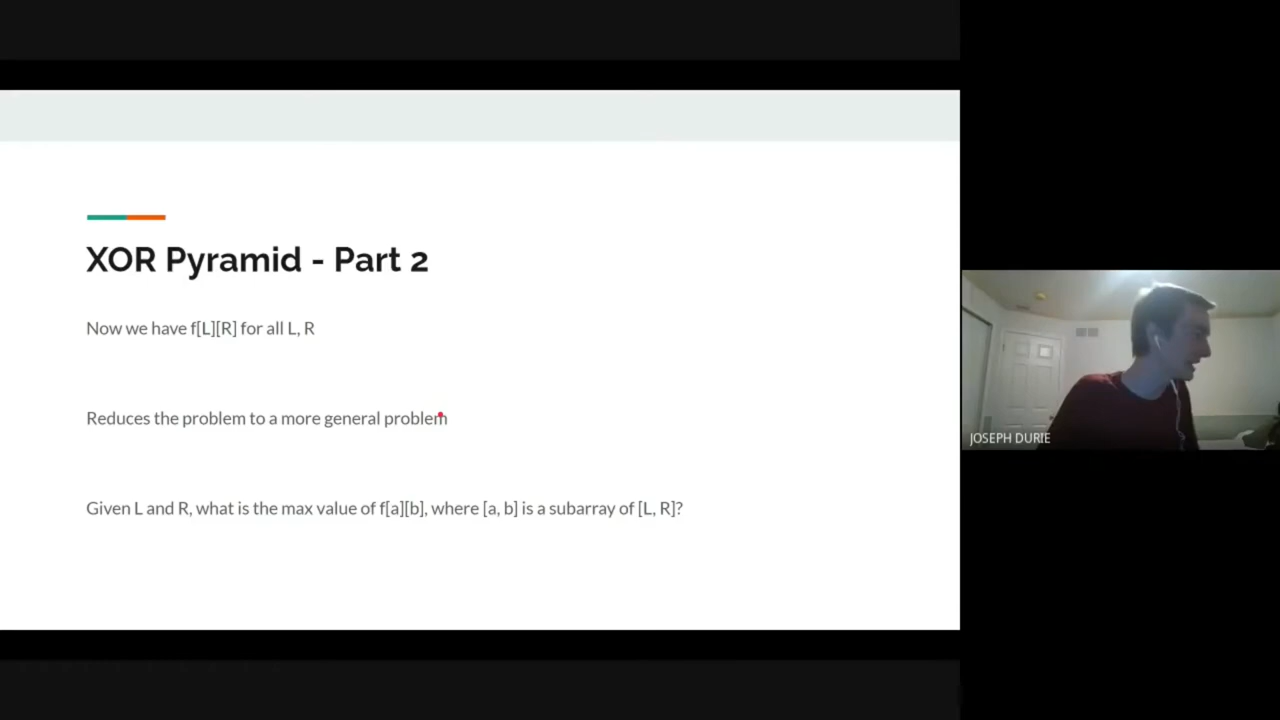 XOR Pyramid - Part 2
Now we have f[L][R] for all L, R
Reduces the problem to a more general problem
Given L and R, what is the max value of f[a][b], where [a, b] is a subarray of [L, R]?
JOSEPH DURIE